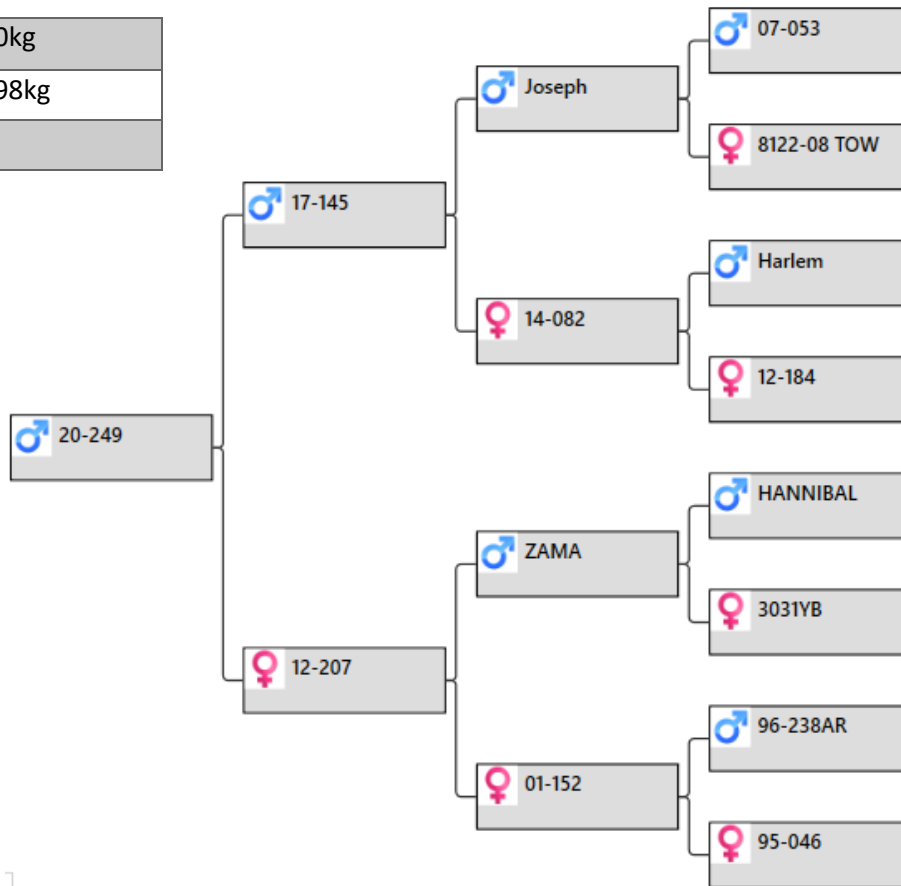 0kg
98kg
07-053
Joseph
8122-08 TOW
17-145
Harlem
14-082
12-184
20-249
HANNIBAL
ZAMA
3031YB
12-207
96-238AR
01-152
95-046